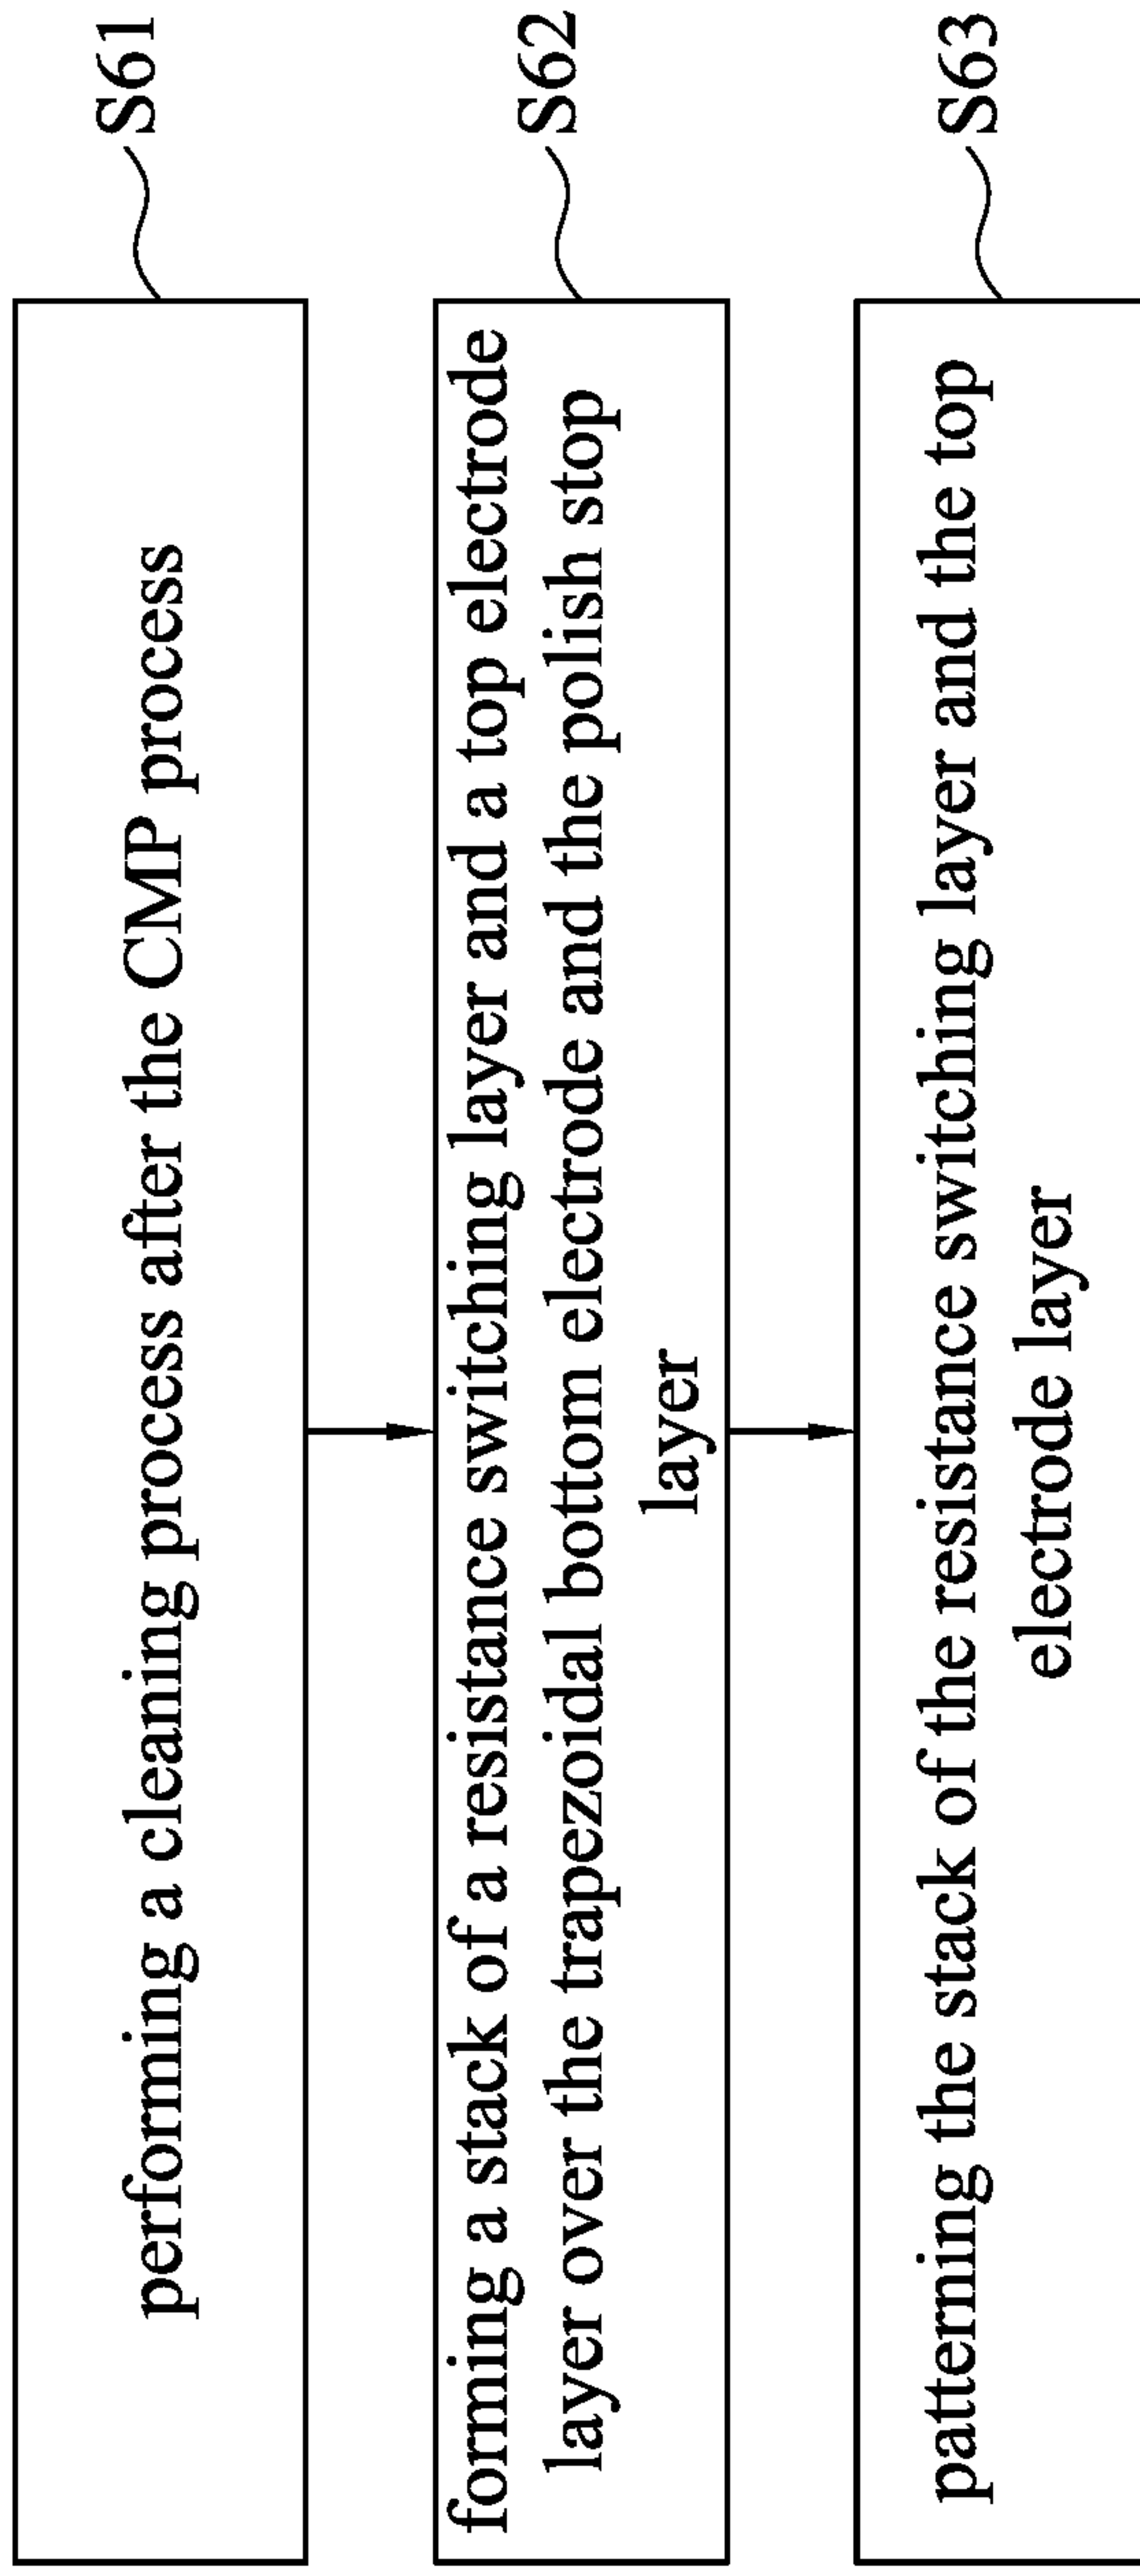 performing a cleaning process after the CMP process
S61
forming a stack of a resistance switching layer and a top electrode
layer over the trapezoidal bottom electrode and the polish stop
layer
S62
patterning the stack of the resistance switching layer and the top
electrode layer
S63